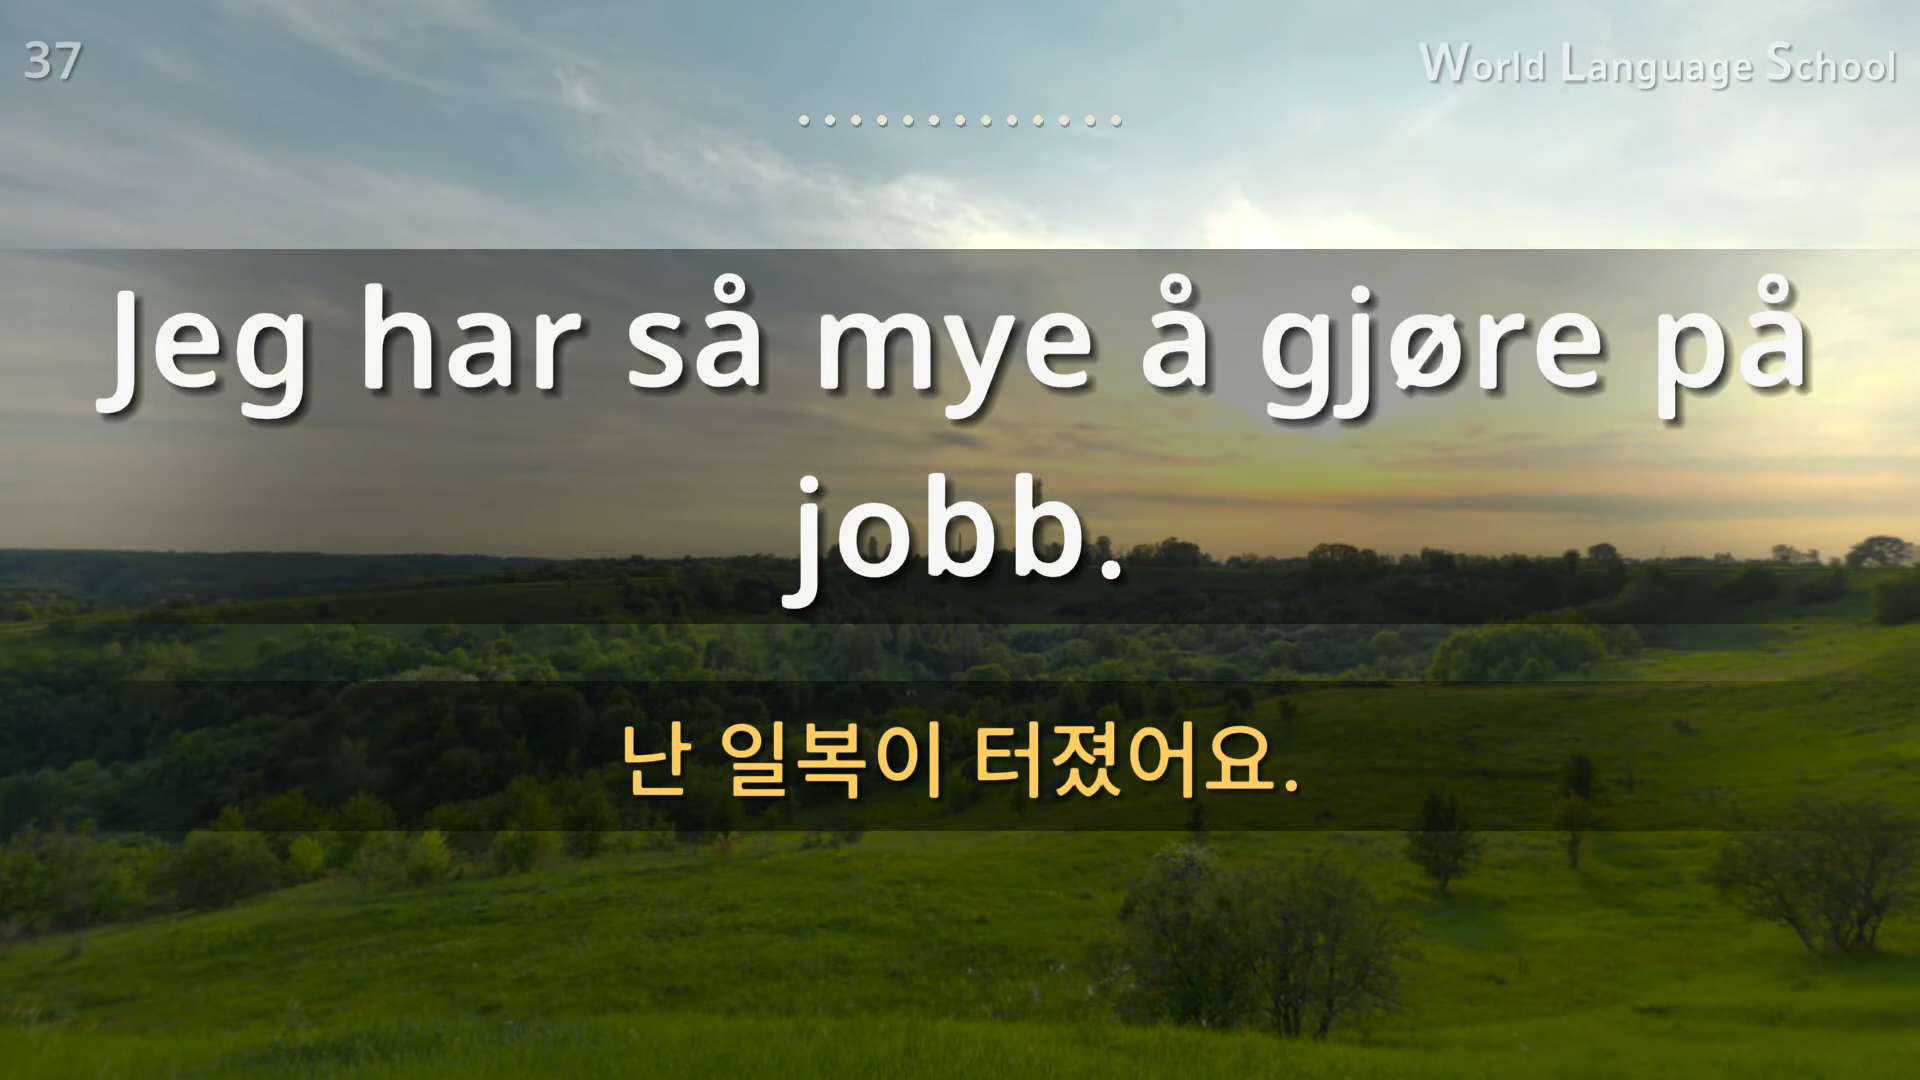 37
World Language School
Jeg har så mye å gjøre på
jobb.
난 일복이 터졌어요.